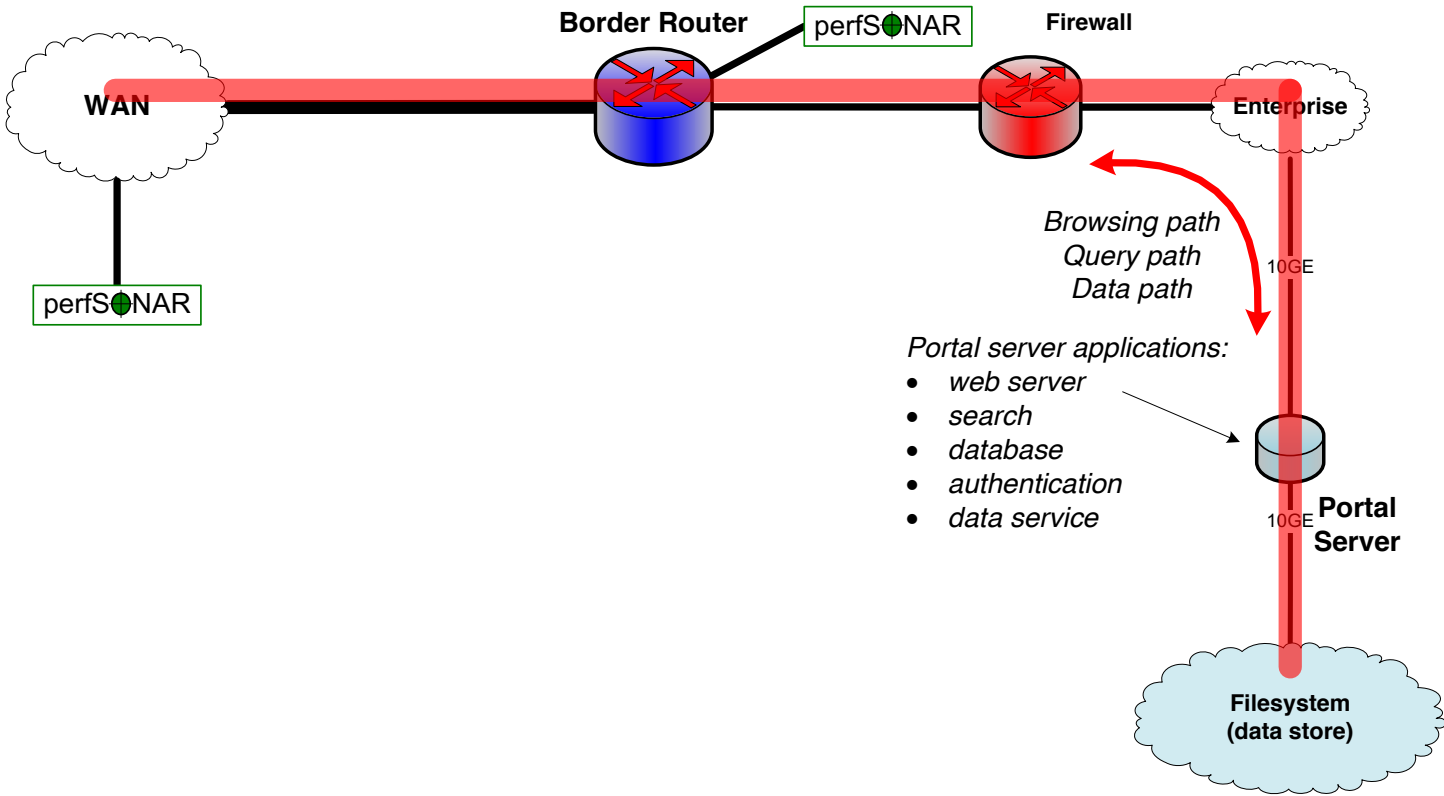 Border Router
perfSONAR
Firewall
WAN
Enterprise
Browsing path
Query path
Data path
10GE
perfSONAR
Portal server applications:
• web server
• search
• database
• authentication
• data service
10GE
Portal
Server
Filesystem
(data store)